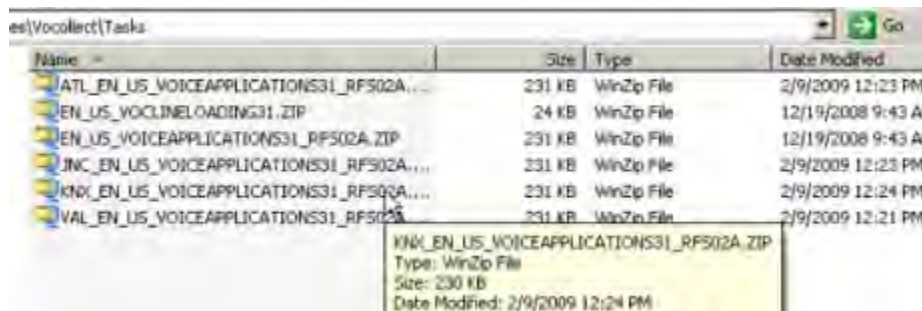 es\Vocollect\Tasks Go
Name Size Type Date Modified
ATL_EN_US_VOICEAPPLICATIONS31_RFS02A.... 231 KB WinZip File 2/9/2009 12:23 PM
EN_US_VOCLINELOADING31.ZIP 24 KB WinZip File 12/19/2008 9:43 A
EN_US_VOICEAPPLICATIONS31_RFS02A.ZIP 231 KB WinZip File 12/19/2008 9:43 A
JNC_EN_US_VOICEAPPLICATIONS31_RFS02A.... 231 KB WinZip File 2/9/2009 12:23 PM
KNX_EN_US_VOICEAPPLICATIONS31_RFS02A.... 231 KB WinZip File 2/9/2009 12:24 PM
VAL_EN_US_VOICEAPPLICATIONS31_RFS02A 231 KB WinZip File 2/9/2009 12:21 PM
KNX_EN_US_VOICEAPPLICATIONS31_RFS02A.ZIP
Type: WinZip File
Size: 230 KB
Date Modified: 2/9/2009 12:24 PM